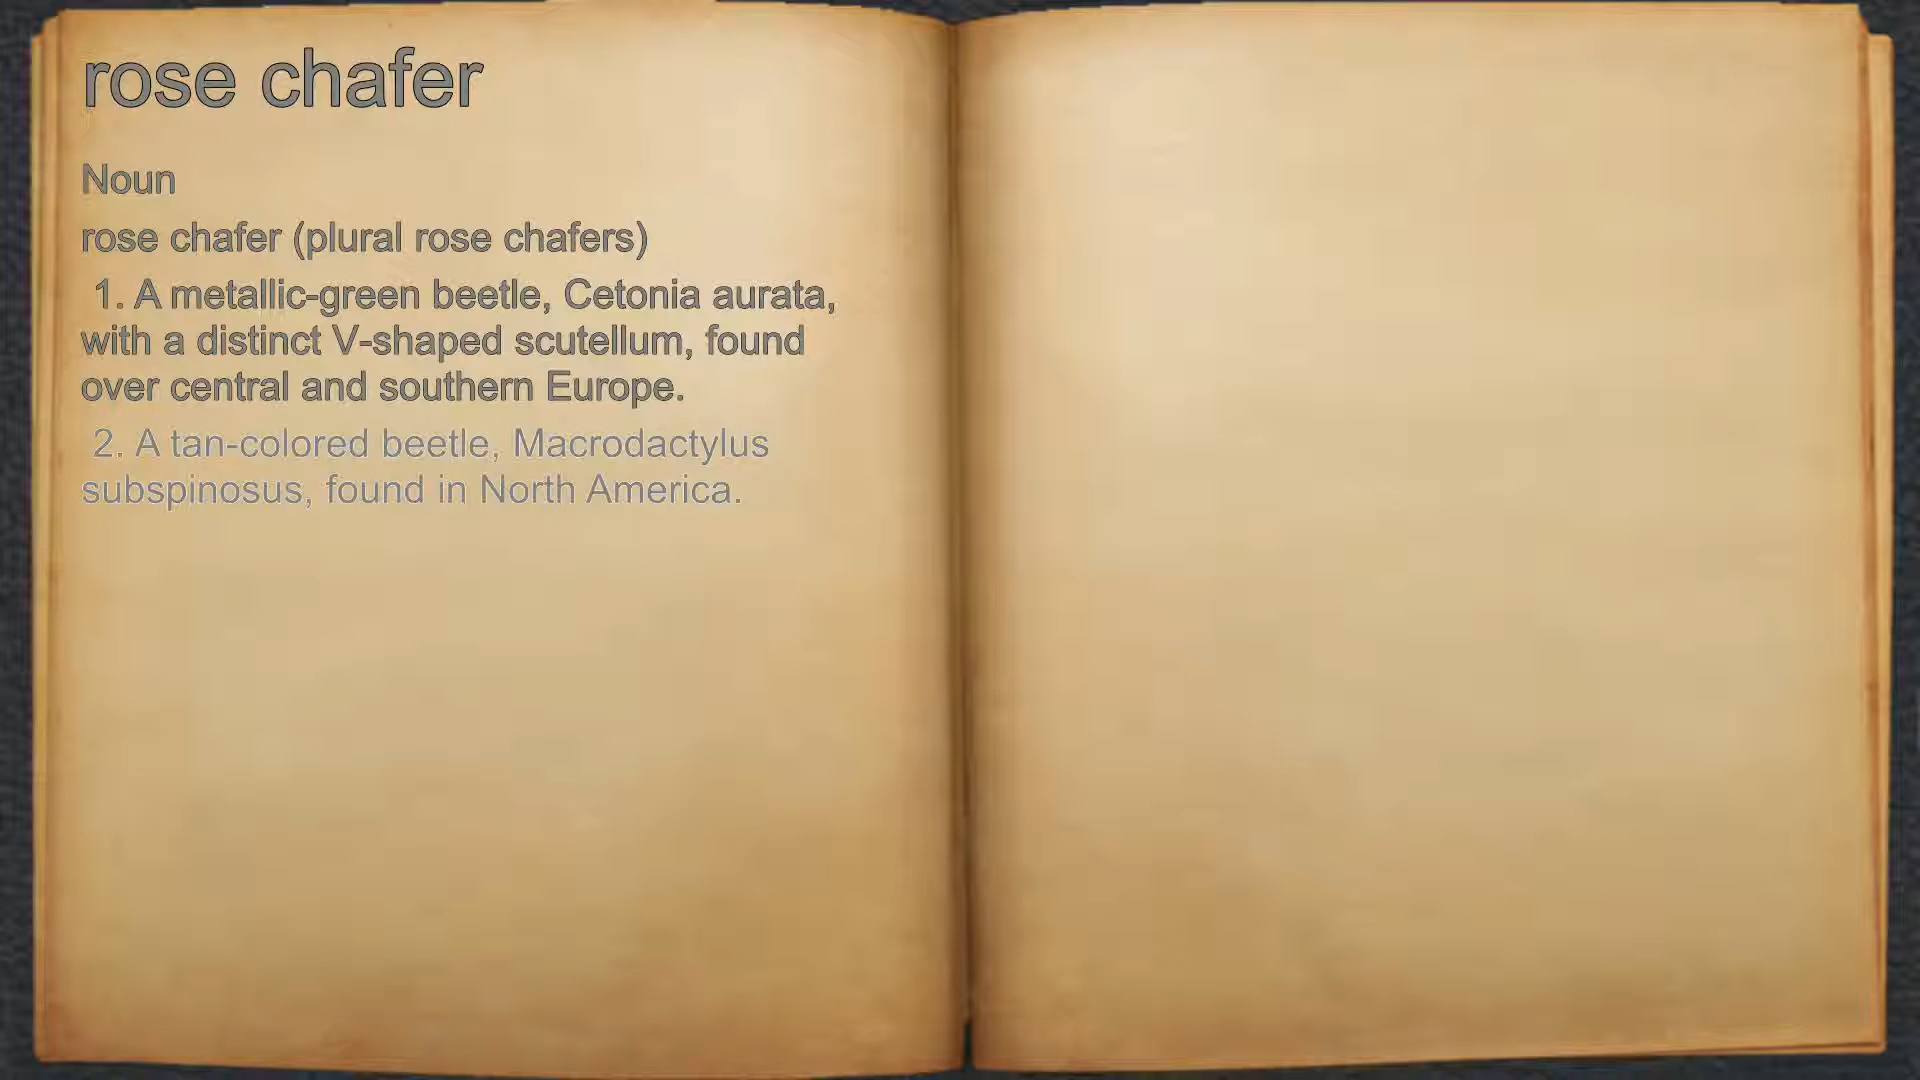 rose chafer
Noun
rose chafer (plural rose chafers)
1. A metallic-green beetle, Cetonia aurata,
with a distinct V-shaped scutellum, found
over central and southern Europe.
2. A tan-colored beetle, Macrodactylus
subspinosus, found in North America.